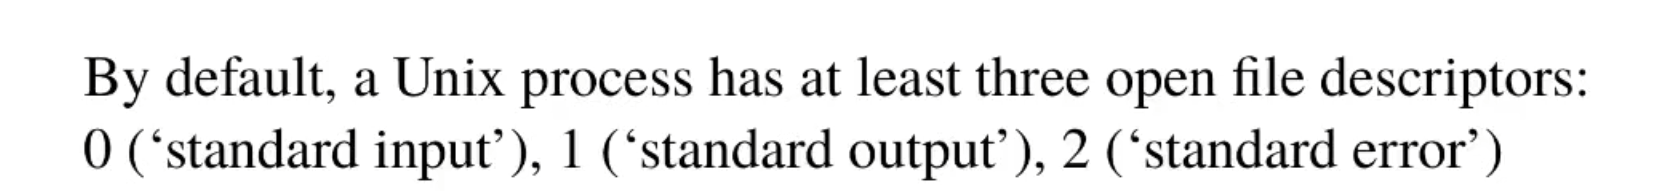 By default, a Unix process has at least three open file descriptors:
0 (‘standard input’), 1 (‘standard output’), 2 (‘standard error’)